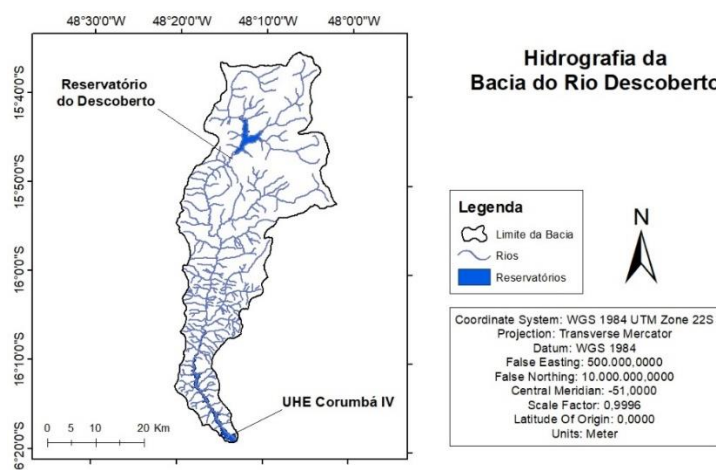 48°30'0"W 48°20'0"W 48°10'0"W 48°0'0"W
Hidrografia da
Bacia do Rio Descoberto
15°40'0"S
Reservatório
do Descoberto
15°50'0"S
16°0'0"S
16°10'0"S
6°20'0"S
UHE Corumbá IV
0 5 10 20 Km
Legenda
Limite da Bacia
Rios
Reservatórios
N
Coordinate System: WGS 1984 UTM Zone 22S
Projection: Transverse Mercator
Datum: WGS 1984
False Easting: 500.000,0000
False Northing: 10.000.000,0000
Central Meridian: -51,0000
Scale Factor: 0,9996
Latitude Of Origin: 0,0000
Units: Meter